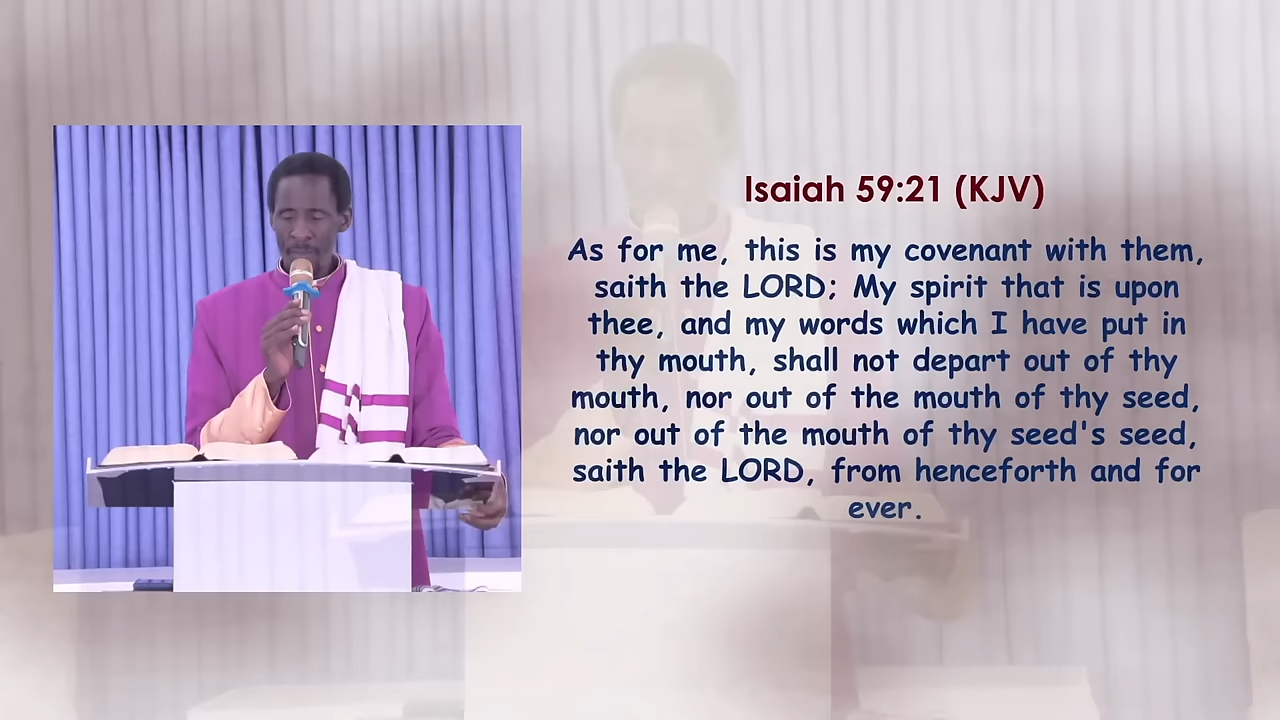 Isaiah 59:21 (KJV)
As for me, this is my covenant with them,
saith the LORD; My spirit that is upon
thee, and my words which I have put in
thy mouth, shall not depart out of thy
mouth, nor out of the mouth of thy seed,
nor out of the mouth of thy seed's seed,
saith the LORD, from henceforth and for
ever.